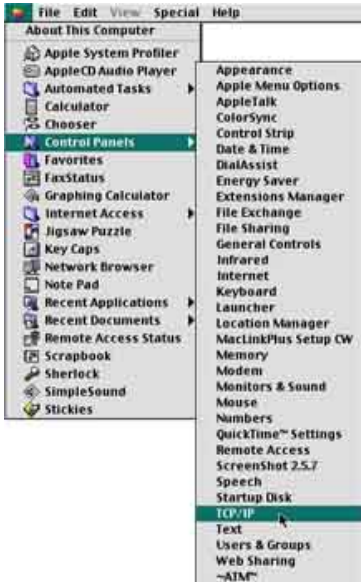 File Edit View Special Help
About This Computer
Apple System Profiler
AppleCD Audio Player
Automated Tasks
Calculator
Chooser
Control Panels
Favorites
FaxStatus
Graphing Calculator
Internet Access
Jigsaw Puzzle
Key Caps
Network Browser
Note Pad
Recent Applications
Recent Documents
Remote Access Status
Scrapbook
Sherlock
SimpleSound
Stickies
Appearance
Apple Menu Options
AppleTalk
ColorSync
Control Strip
Date & Time
DialAssist
Energy Saver
Extensions Manager
File Exchange
File Sharing
General Controls
Infrared
Internet
Keyboard
Launcher
Location Manager
MacLinkPlus Setup CW
Memory
Modem
Monitors & Sound
Mouse
Numbers
QuickTime™ Settings
Remote Access
ScreenShot 2.5.7
Speech
Startup Disk
TCP/IP
Text
Users & Groups
Web Sharing
~AIM™